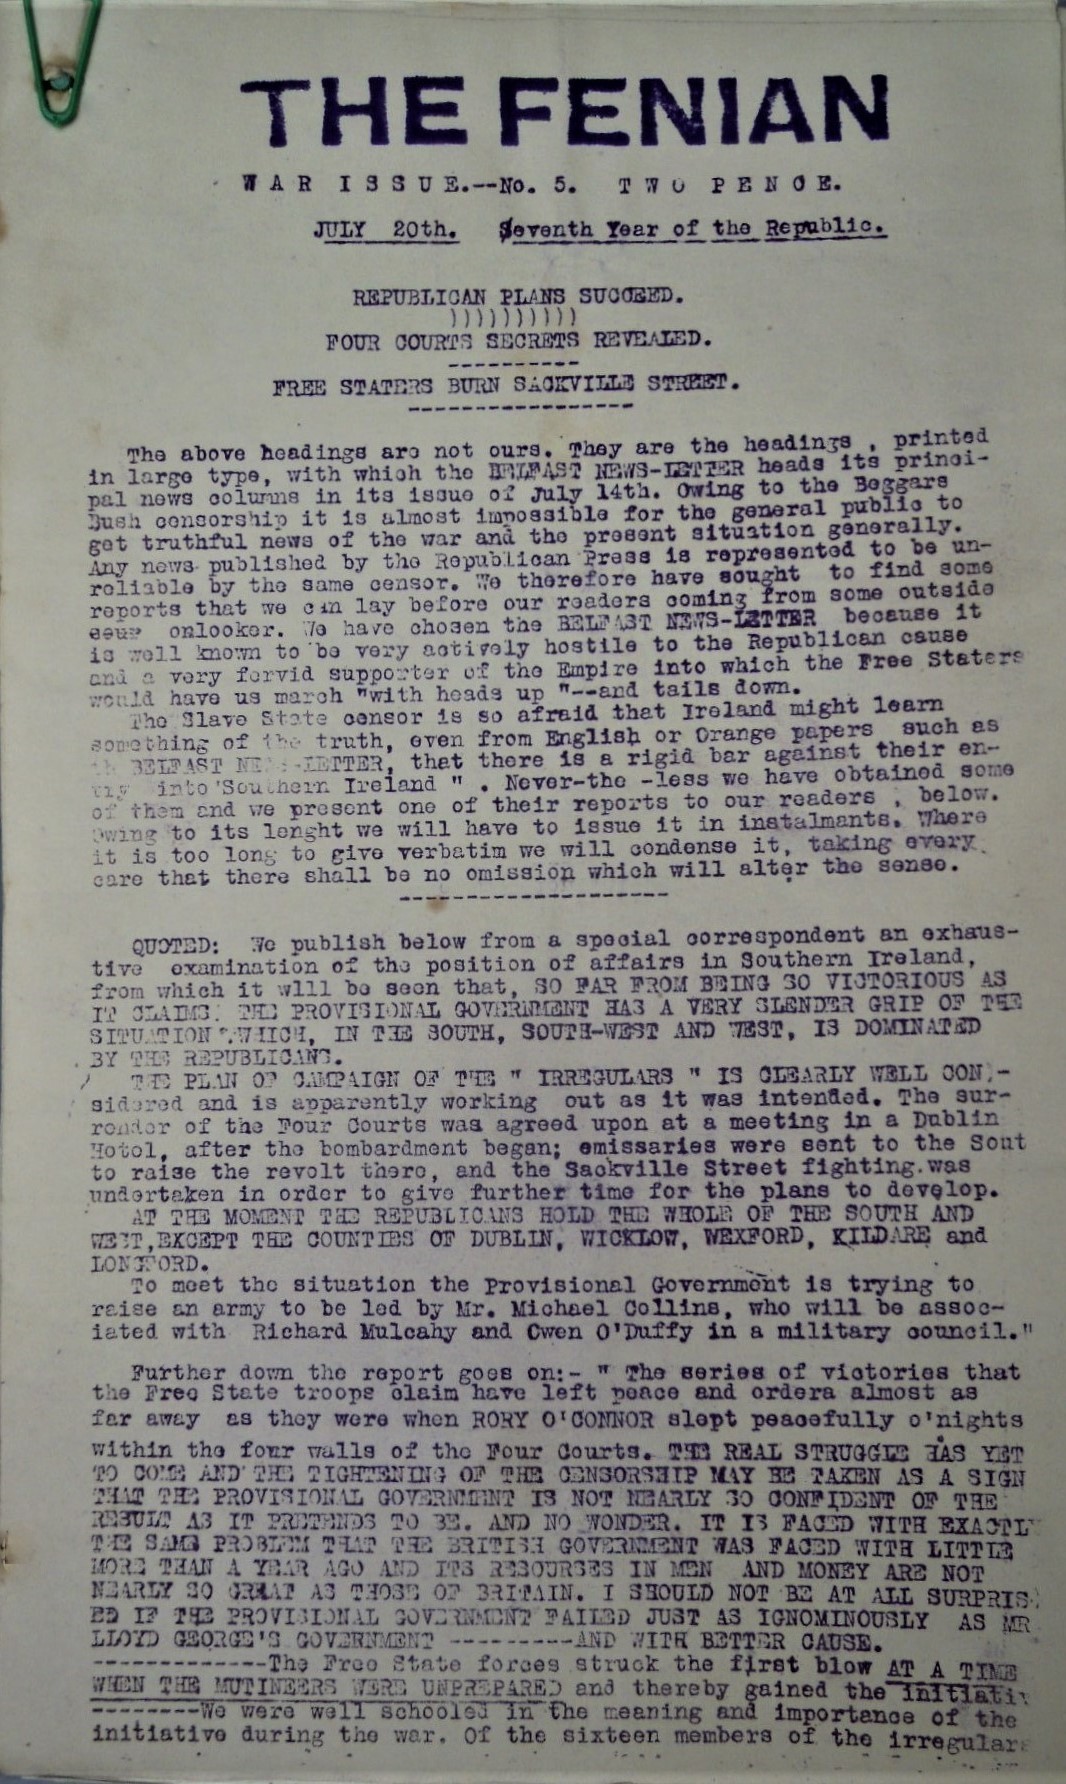 THE FENIAN
WAR ISSUE.--No. 5. TWO PENCE.
JULY 20th. Seventh Year of the Republic.
REPUBLICAN PLANS SUCCEED.
))))))))))
FOUR COURTS SECRETS REVEALED.
----------
FREE STATERS BURN SACKVILLE STREET.
-----------------
The above headings are not ours. They are the headings , printed
in large type, with which the BELFAST NEWS-LETTER heads its princi-
pal news columns in its issue of July 14th. Owing to the Beggars
Bush censorship it is almost impossible for the general public to
get truthful news of the war and the present situation generally.
Any news published by the Republican Press is represented to be un-
reliable by the same censor. We therefore have sought to find some
reports that we can lay before our readers coming from some outside
onlooker. We have chosen the BELFAST NEWS-LETTER because it
is well known to be very actively hostile to the Republican cause
and a very fervid supporter of the Empire into which the Free Staters
would have us march "with heads up "--and tails down.
The Slave State censor is so afraid that Ireland might learn
something of the truth, even from English or Orange papers such as
th BELFAST NEWS-LETTER, that there is a rigid bar against their en-
try into 'Southern Ireland " . Never-the -less we have obtained some
of them and we present one of their reports to our readers , below.
Owing to its lenght we will have to issue it in instalmants. Where
it is too long to give verbatim we will condense it, taking every
care that there shall be no omission which will alter the sense.
---------------------
QUOTED: We publish below from a special correspondent an exhaus-
tive examination of the position of affairs in Southern Ireland,
from which it wlll be seen that, SO FAR FROM BEING SO VICTORIOUS AS
IT CLAIMS. THE PROVISIONAL GOVERNMENT HAS A VERY SLENDER GRIP OF THE
SITUATION WHICH, IN THE SOUTH, SOUTH-WEST AND WEST, IS DOMINATED
BY THE REPUBLICANS.
THE PLAN OF CAMPAIGN OF THE " IRREGULARS " IS CLEARLY WELL CON-
sidered and is apparently working out as it was intended. The sur-
render of the Four Courts was agreed upon at a meeting in a Dublin
Hotel, after the bombardment began; emissaries were sent to the Sout
to raise the revolt there, and the Sackville Street fighting was
undertaken in order to give further time for the plans to develop.
AT THE MOMENT THE REPUBLICANS HOLD THE WHOLE OF THE SOUTH AND
WEST,EXCEPT THE COUNTIES OF DUBLIN, WICKLOW, WEXFORD, KILDARE and
LONGFORD.
To meet the situation the Provisional Government is trying to
raise an army to be led by Mr. Michael Collins, who will be assoc-
iated with Richard Mulcahy and Owen O'Duffy in a military council."
Further down the report goes on:- " The series of victories that
the Free State troops claim have left peace and ordera almost as
far away as they were when RORY O'CONNOR slept peacefully o'nights
within the four walls of the Four Courts. THE REAL STRUGGLE HAS YET
TO COME AND THE TIGHTENING OF THE CENSORSHIP MAY BE TAKEN AS A SIGN
THAT THE PROVISIONAL GOVERNMENT IS NOT NEARLY SO CONFIDENT OF THE
RESULT AS IT PRETENDS TO BE. AND NO WONDER. IT IS FACED WITH EXACTLY
THE SAME PROBLEM THAT THE BRITISH GOVERNMENT WAS FACED WITH LITTLE
MORE THAN A YEAR AGO AND ITS RESOURSES IN MEN AND MONEY ARE NOT
NEARLY SO GREAT AS THOSE OF BRITAIN. I SHOULD NOT BE AT ALL SURPRIS-
ED IF THE PROVISIONAL GOVERNMENT FAILED JUST AS IGNOMINOUSLY AS MR
LLOYD GEORGE'S GOVERNMENT ---------AND WITH BETTER CAUSE.
-------------The Free State forces struck the first blow AT A TIME
WHEN THE MUTINEERS WERE UNPREPARED and thereby gained the initiativ
--------We were well schooled in the meaning and importance of the
initiative during the war. Of the sixteen members of the irregulars